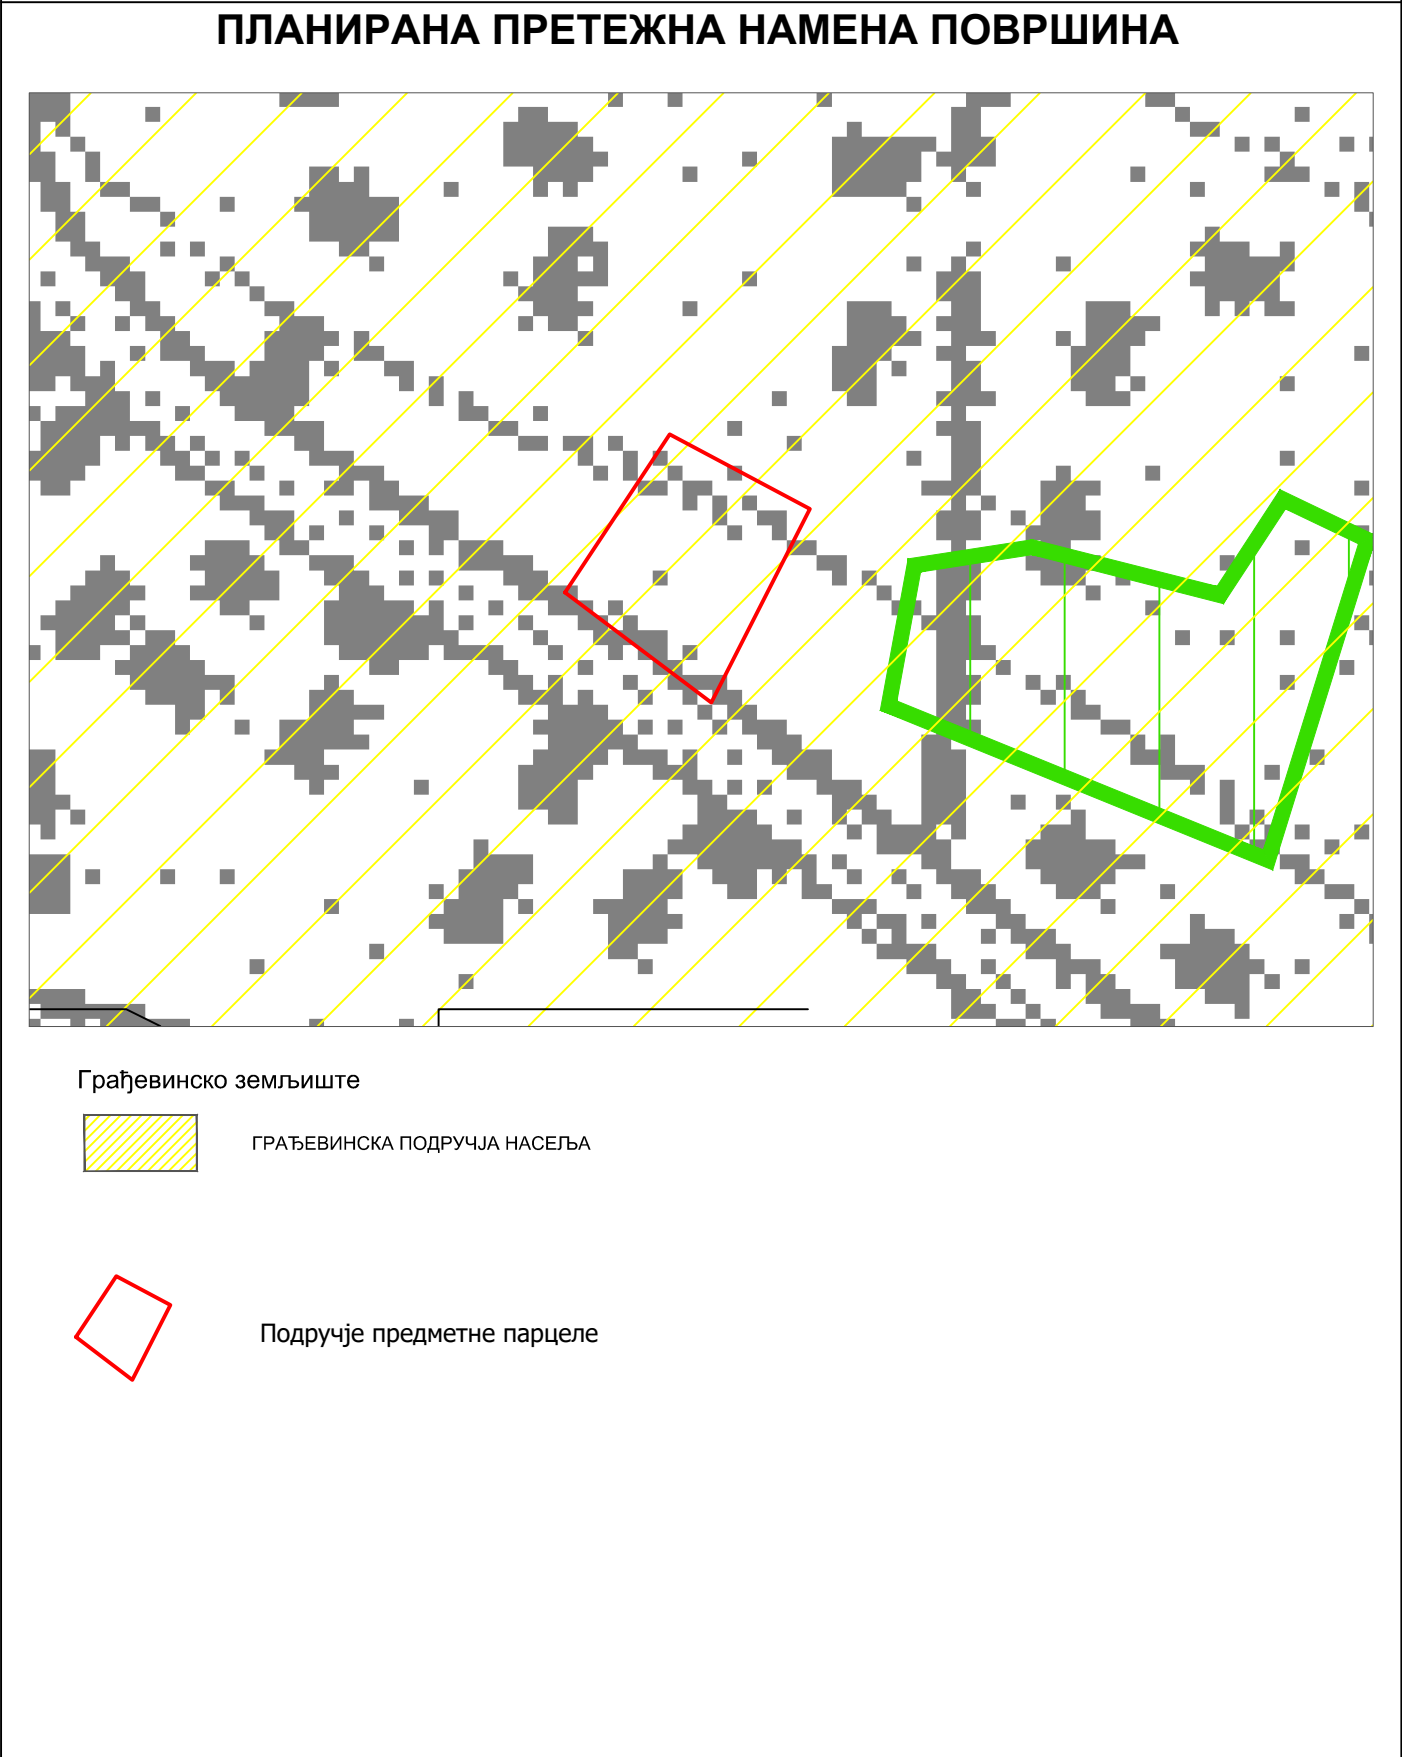 ПЛАНИРАНА ПРЕТЕЖНА НАМЕНА ПОВРШИНА
Грађевинско земљиште
ГРАЂЕВИНСКА ПОДРУЧЈА НАСЕЉА
Подручје предметне парцеле